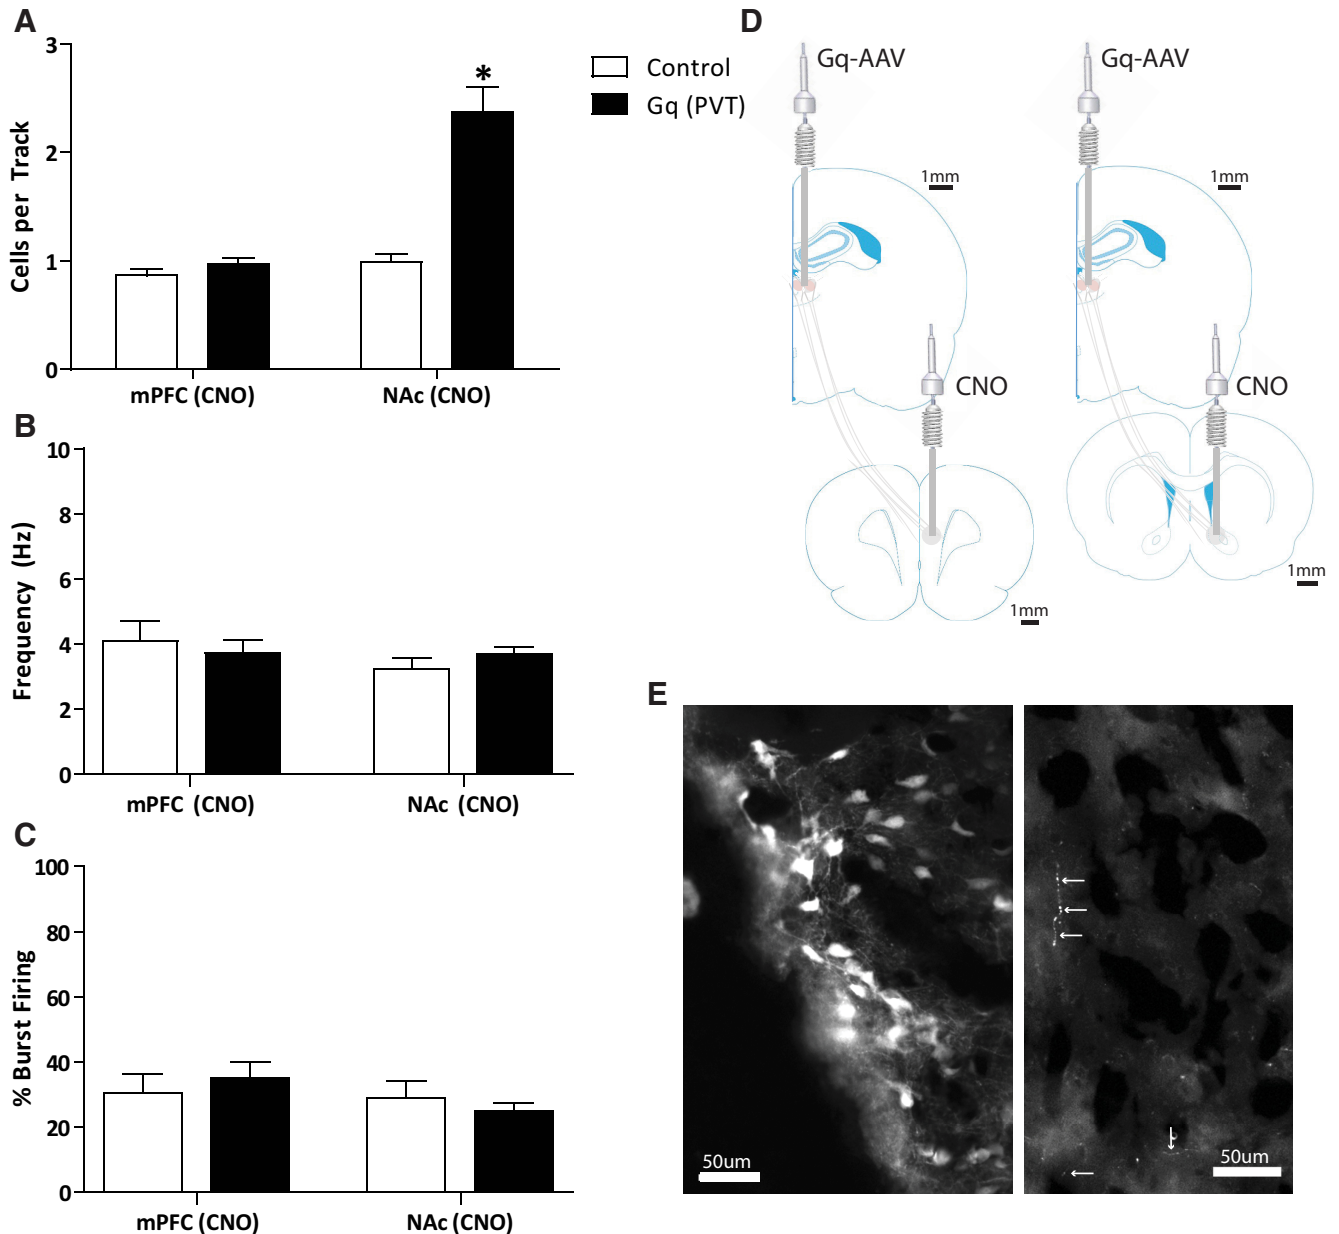 A
3
2
1
0
Cells per Track
*
mPFC (CNO)
NAc (CNO)
Control
Gq (PVT)
B
10
8
6
4
2
0
Frequency (Hz)
mPFC (CNO)
NAc (CNO)
C
100
80
60
40
20
0
% Burst Firing
mPFC (CNO)
NAc (CNO)
D
Gq-AAV
1mm
CNO
1mm
Gq-AAV
1mm
CNO
1mm
E
50um
50um